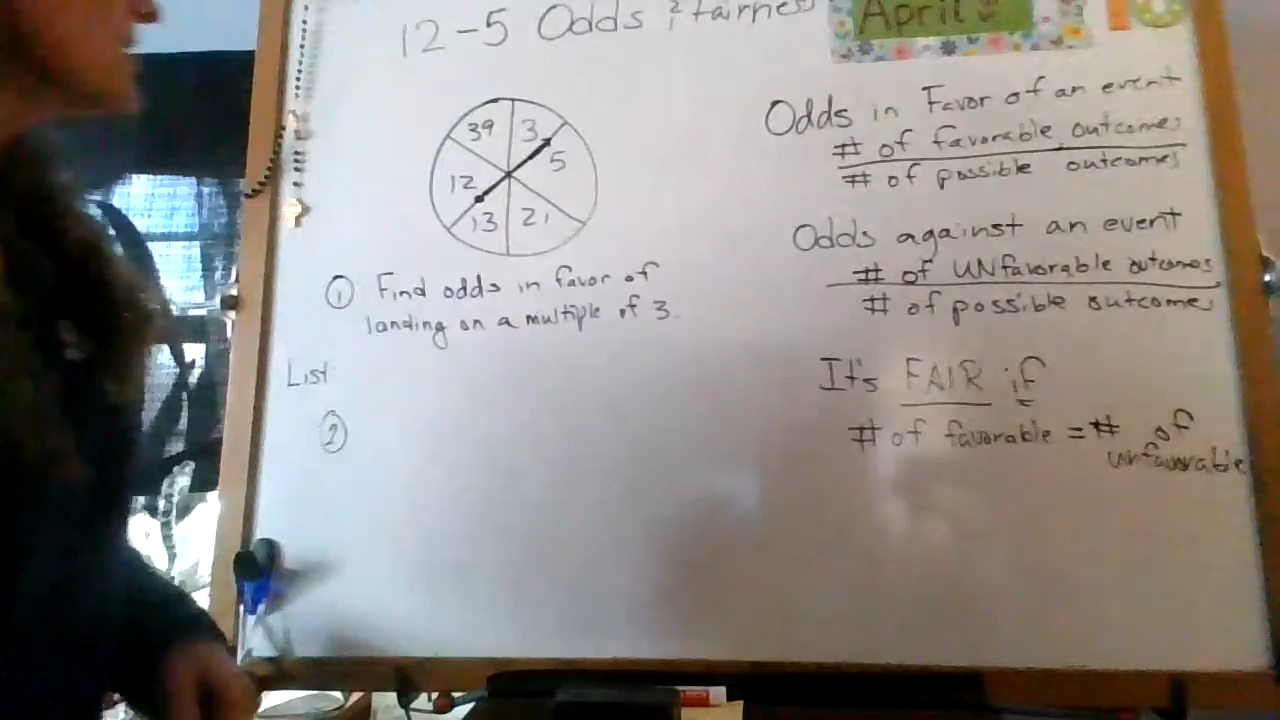 12-5 Odds & fairness
April
39
3
5
12
13
21
① Find odds in favor of
landing on a multiple of 3.
List
②
Odds in Favor of an event
# of favorable outcomes
# of possible outcomes
Odds against an event
# of UNfavorable outcomes
# of possible outcomes
It's FAIR if
# of favorable = # of
unfavorable